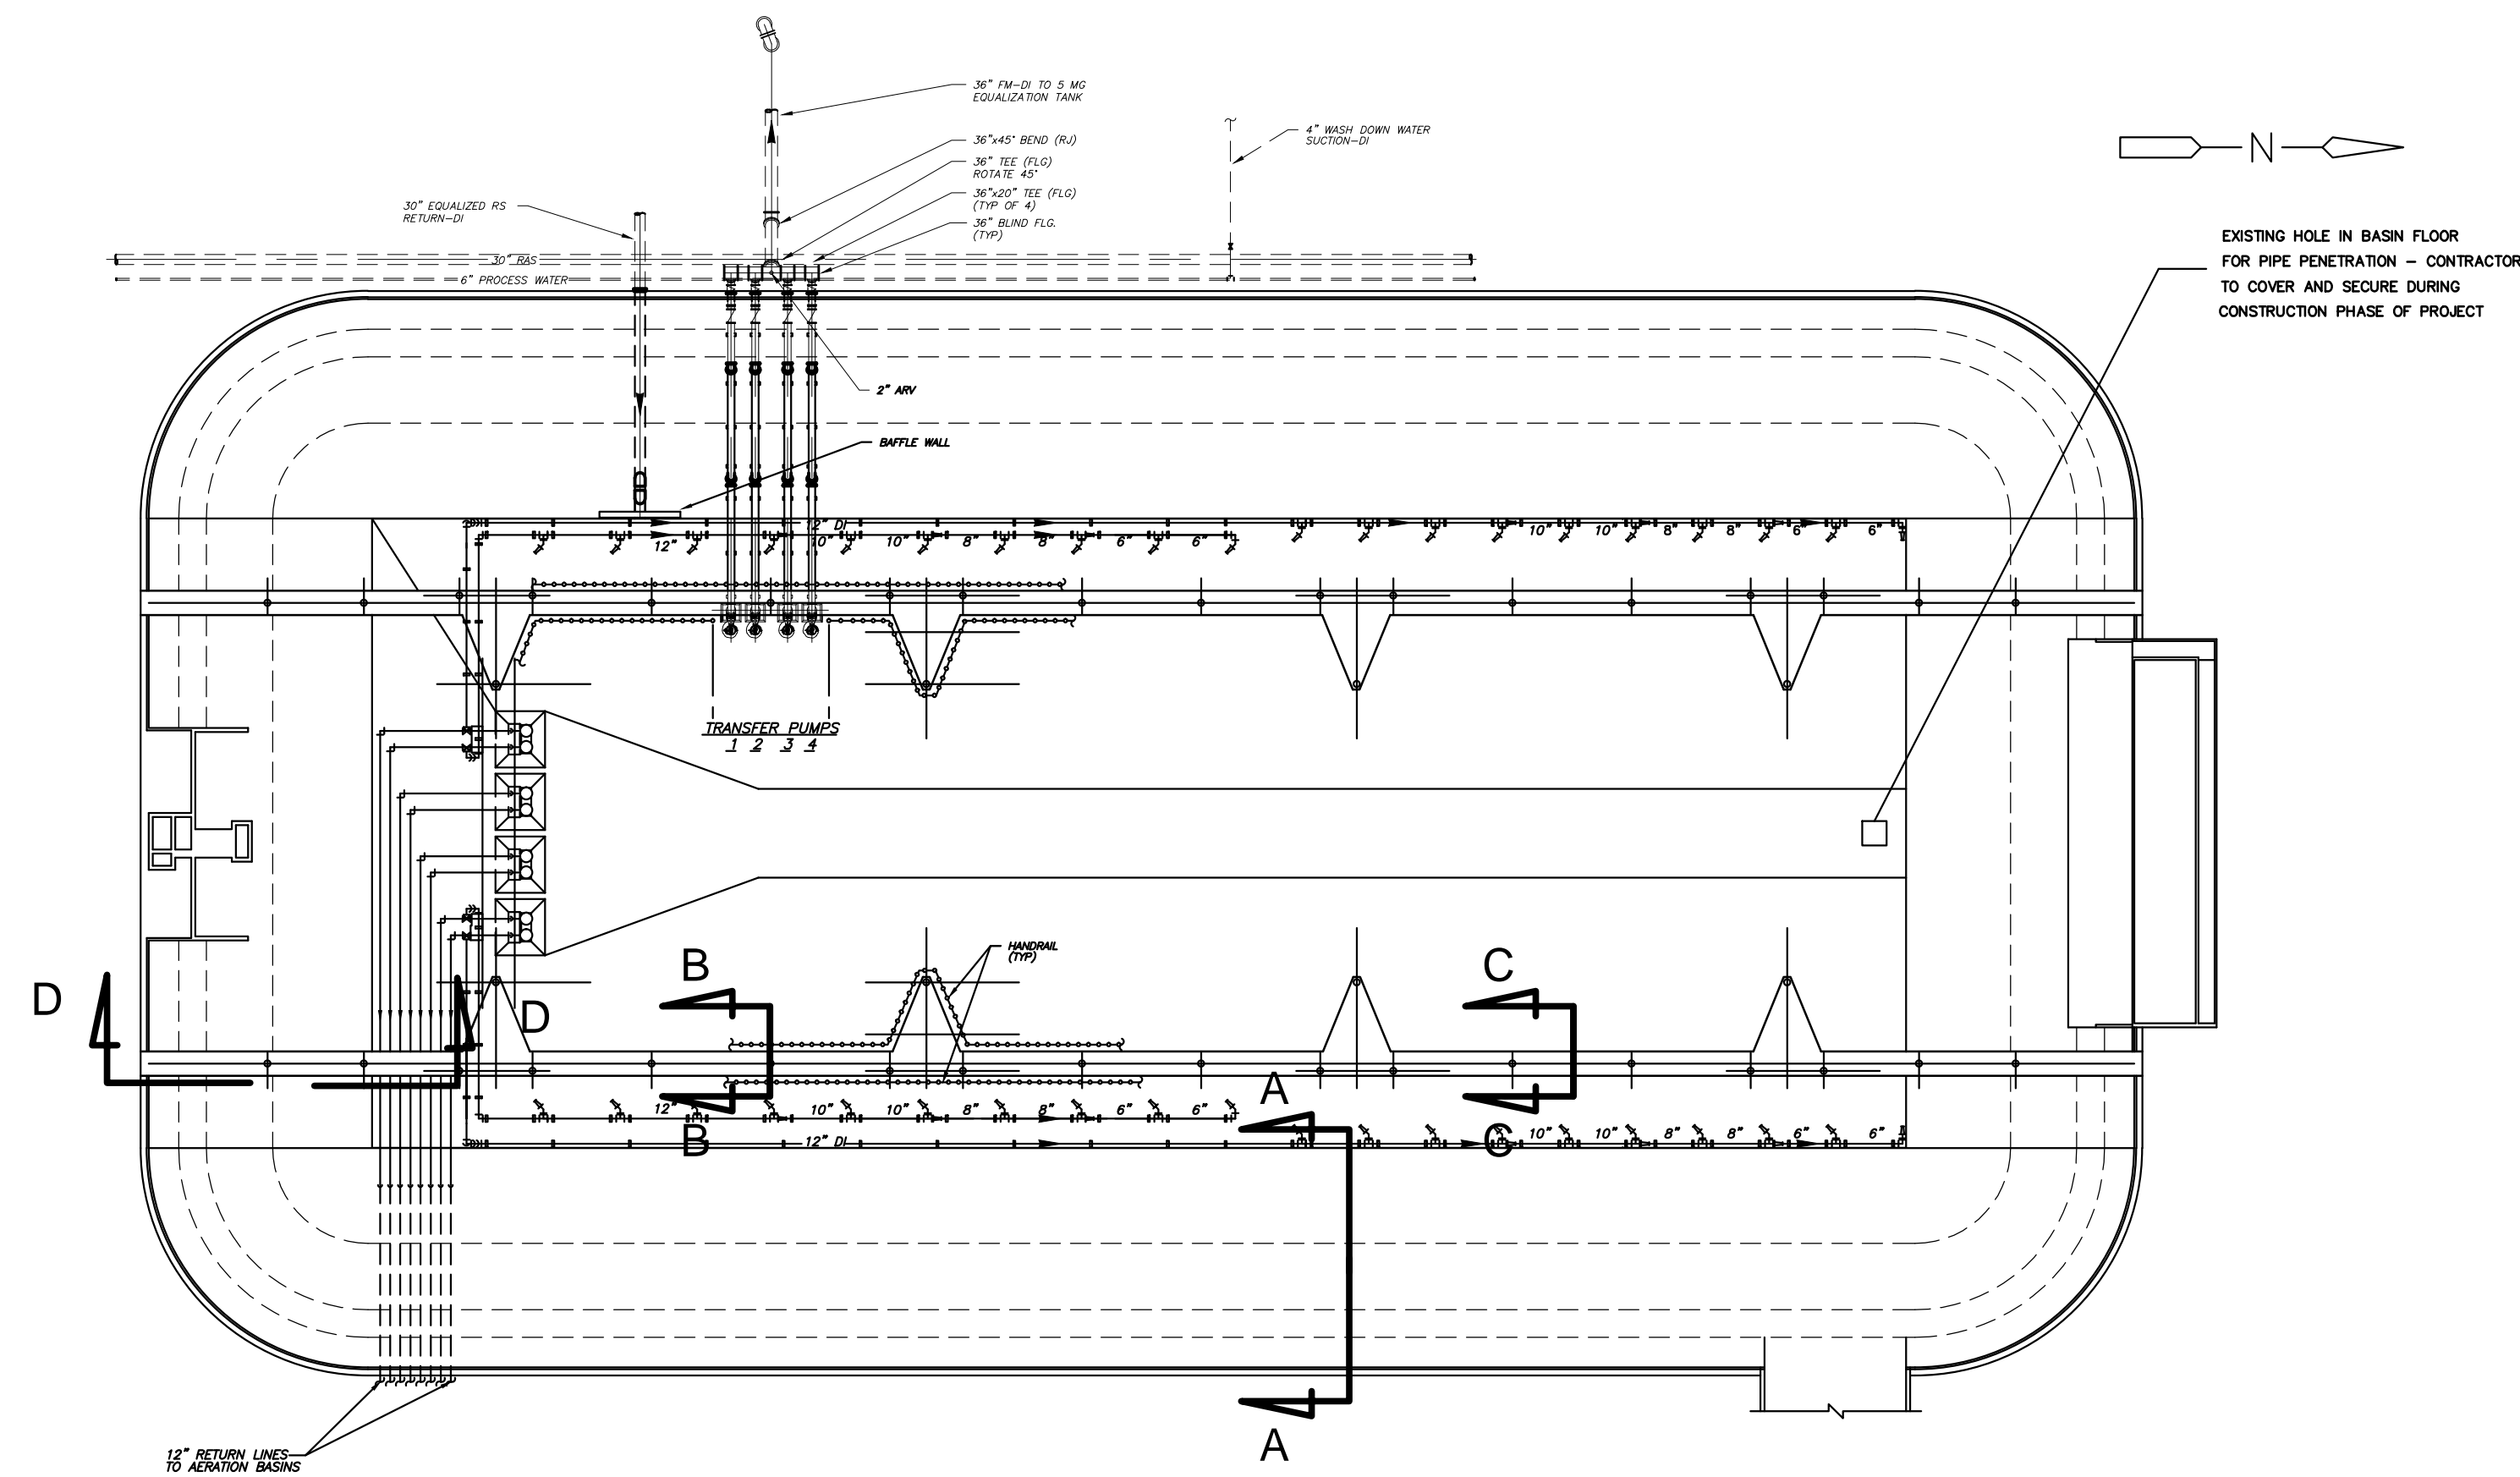 36" FM-DI TO 5 MG
EQUALIZATION TANK
36"x45° BEND (RJ)
36" TEE (FLG)
ROTATE 45°
36"x20" TEE (FLG)
(TYP OF 4)
36" BLIND FLG.
(TYP)
4" WASH DOWN WATER
SUCTION-DI
N
30" EQUALIZED RS
RETURN-DI
30" RAS
6" PROCESS WATER
EXISTING HOLE IN BASIN FLOOR
FOR PIPE PENETRATION - CONTRACTOR
TO COVER AND SECURE DURING
CONSTRUCTION PHASE OF PROJECT
2" ARV
BAFFLE WALL
12" DI
10" 10" 8" 8" 6" 6"
12" 10" 10" 8" 8" 6" 6"
TRANSFER PUMPS
1 2 3 4
HANDRAIL
(TYP)
D
D
B
C
A
12" 10" 10" 8" 8" 6" 6"
12" DI
10" 10" 8" 8" 6" 6"
B
C
A
12" RETURN LINES
TO AERATION BASINS